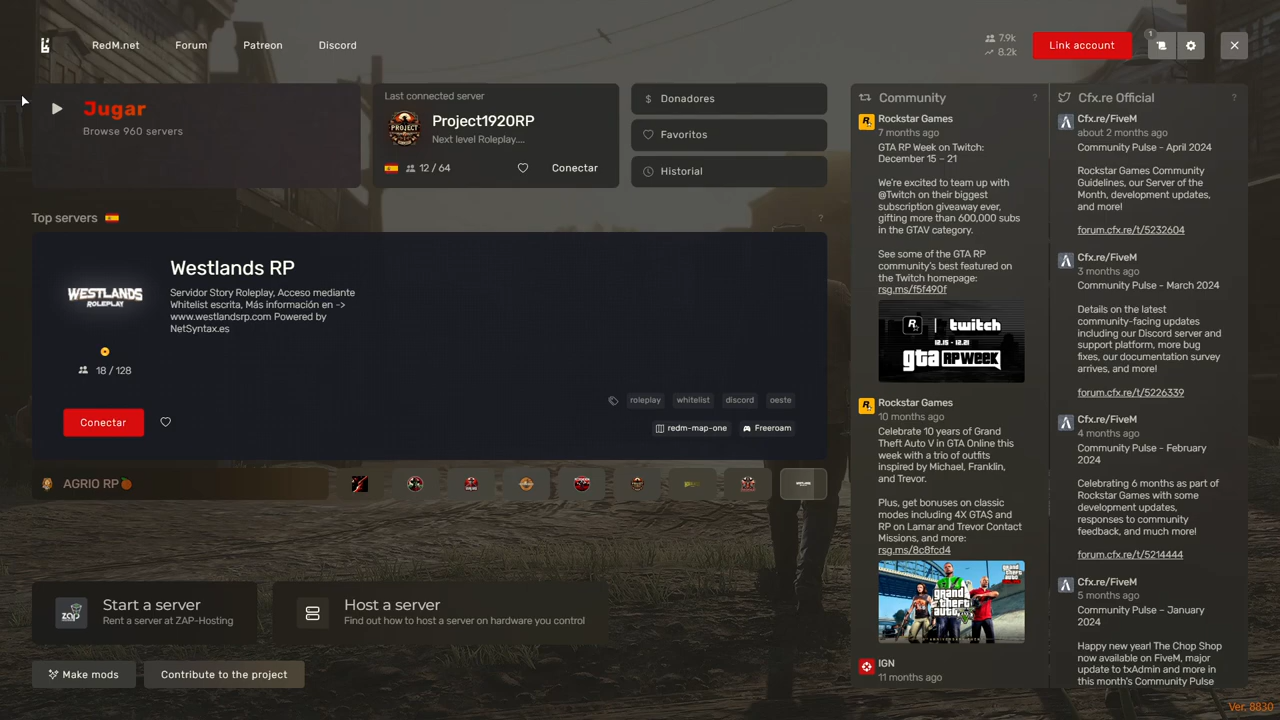 RedM.net
Forum
Patreon
Discord
7.9k
8.2k
Link account
1
Jugar
Browse 960 servers
Last connected server
PROJECT
Project1920RP
Next level Roleplay....
12 / 64
Conectar
$ Donadores
Favoritos
Historial
Top servers
?
WESTLANDS
ROLEPLAY
Westlands RP
Servidor Story Roleplay, Acceso mediante
Whitelist escrita, Más información en ->
www.westlandsrp.com Powered by
NetSyntax.es
18 / 128
Conectar
roleplay
whitelist
discord
oeste
redm-map-one
Freeroam
AGRIO RP
zap
Start a server
Rent a server at ZAP-Hosting
Host a server
Find out how to host a server on hardware you control
Make mods
Contribute to the project
Community
?
Rockstar Games
7 months ago
GTA RP Week on Twitch:
December 15 – 21
We're excited to team up with
@Twitch on their biggest
subscription giveaway ever,
gifting more than 600,000 subs
in the GTAV category.
See some of the GTA RP
community's best featured on
the Twitch homepage:
rsg.ms/f5f490f
R* | twitch
12.15 - 12.21
gta RP WEEK
Rockstar Games
10 months ago
Celebrate 10 years of Grand
Theft Auto V in GTA Online this
week with a trio of outfits
inspired by Michael, Franklin,
and Trevor.
Plus, get bonuses on classic
modes including 4X GTA$ and
RP on Lamar and Trevor Contact
Missions, and more:
rsg.ms/8c8fcd4
grand
theft
auto
IGN
11 months ago
Cfx.re Official
?
Cfx.re/FiveM
about 2 months ago
Community Pulse - April 2024
Rockstar Games Community
Guidelines, our Server of the
Month, development updates,
and more!
forum.cfx.re/t/5232604
Cfx.re/FiveM
3 months ago
Community Pulse - March 2024
Details on the latest
community-facing updates
including our Discord server and
support platform, more bug
fixes, our documentation survey
arrives, and more!
forum.cfx.re/t/5226339
Cfx.re/FiveM
4 months ago
Community Pulse - February
2024
Celebrating 6 months as part of
Rockstar Games with some
development updates,
responses to community
feedback, and much more!
forum.cfx.re/t/5214444
Cfx.re/FiveM
5 months ago
Community Pulse – January
2024
Happy new year! The Chop Shop
now available on FiveM, major
update to txAdmin and more in
this month's Community Pulse
Ver. 8830